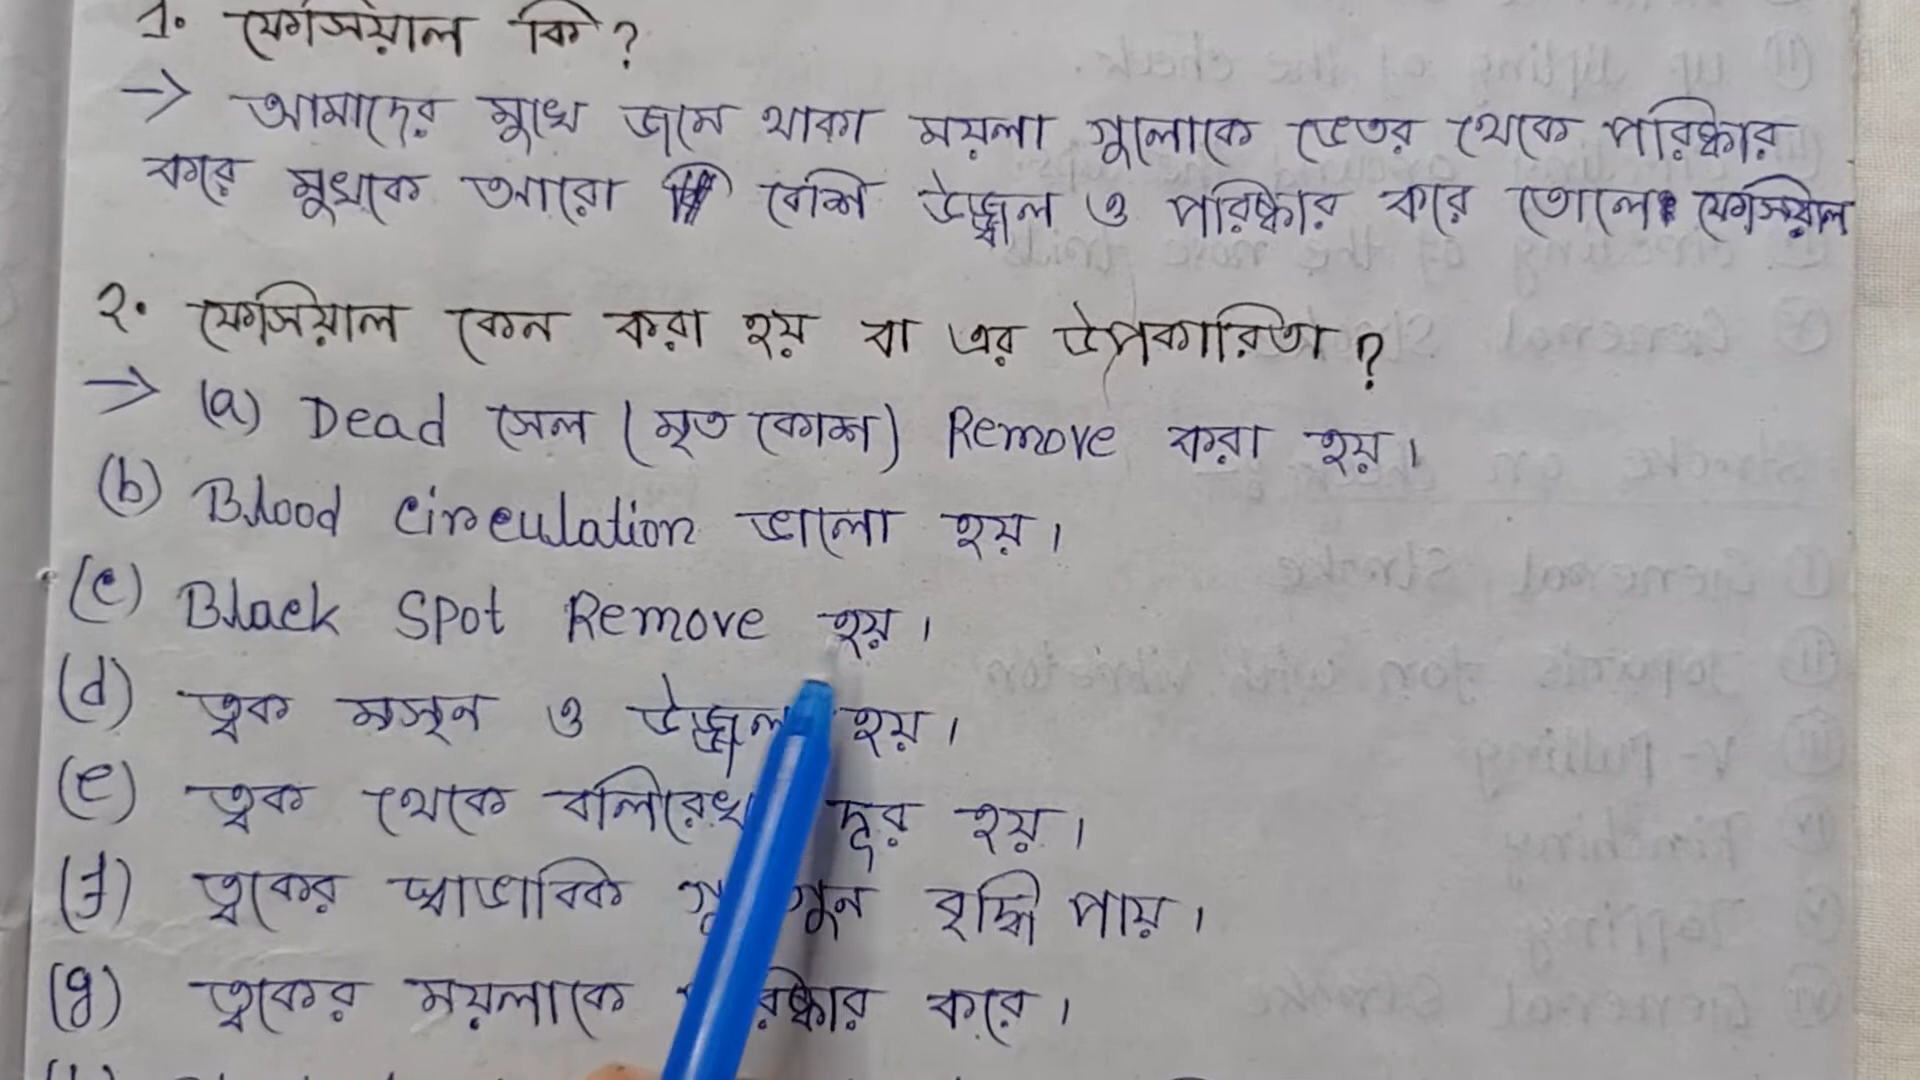 ১. ফেসিয়াল কি?
→ আমাদের মুখে জমে থাকা ময়লা গুলোকে ভেতর থেকে পরিষ্কার
করে মুখকে আরো বেশি উজ্জ্বল ও পরিষ্কার করে তোলে ফেসিয়াল
২. ফেসিয়াল কেন করা হয় বা এর উপকারিতা?
→ (a) Dead সেল (মৃত কোশ) Remove করা হয়।
(b) Blood circulation ভালো হয়।
(c) Black Spot Remove হয়।
(d) ত্বক মসৃন ও উজ্জ্বল হয়।
(e) ত্বক থেকে বলিরেখা দূর হয়।
(f) ত্বকের স্বাভাবিক বৃদ্ধি পায়।
(g) ত্বকের ময়লাকে করে।